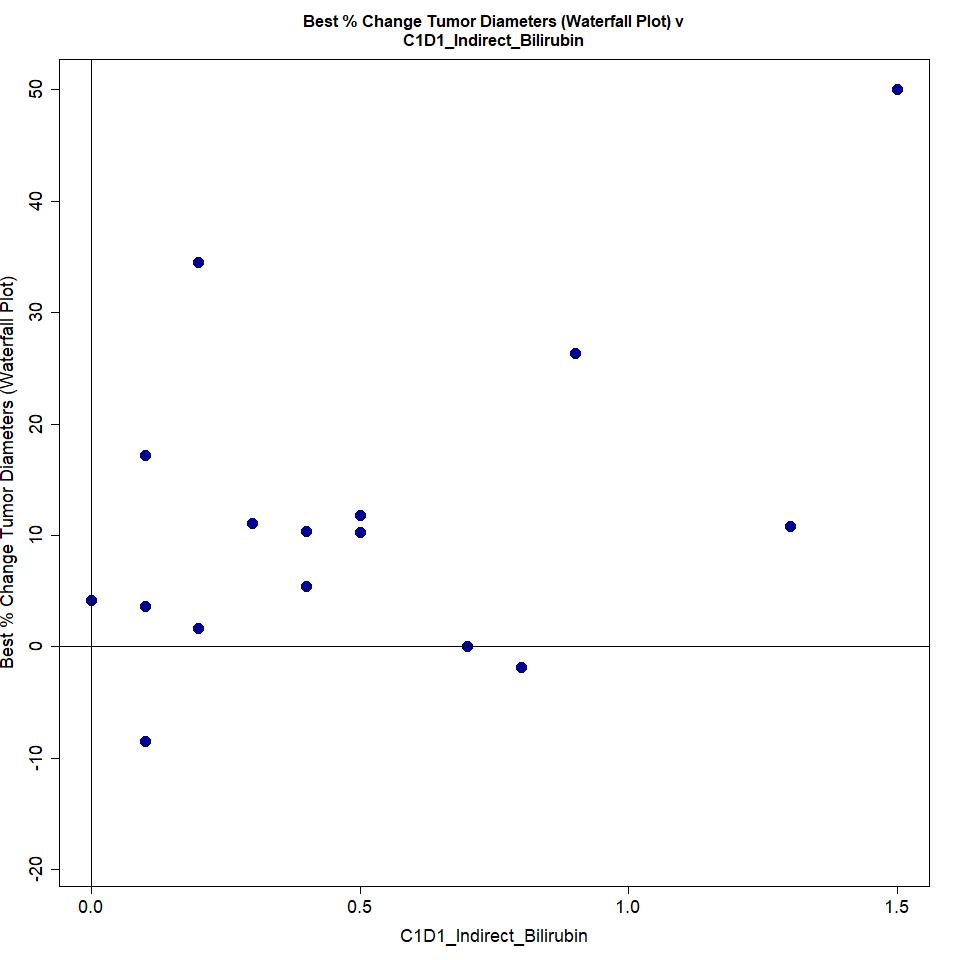 Best % Change Tumor Diameters (Waterfall Plot) v
C1D1_Indirect_Bilirubin
Best % Change Tumor Diameters (Waterfall Plot)
50
40
30
20
10
0
-10
-20
0.0 0.5 1.0 1.5
C1D1_Indirect_Bilirubin